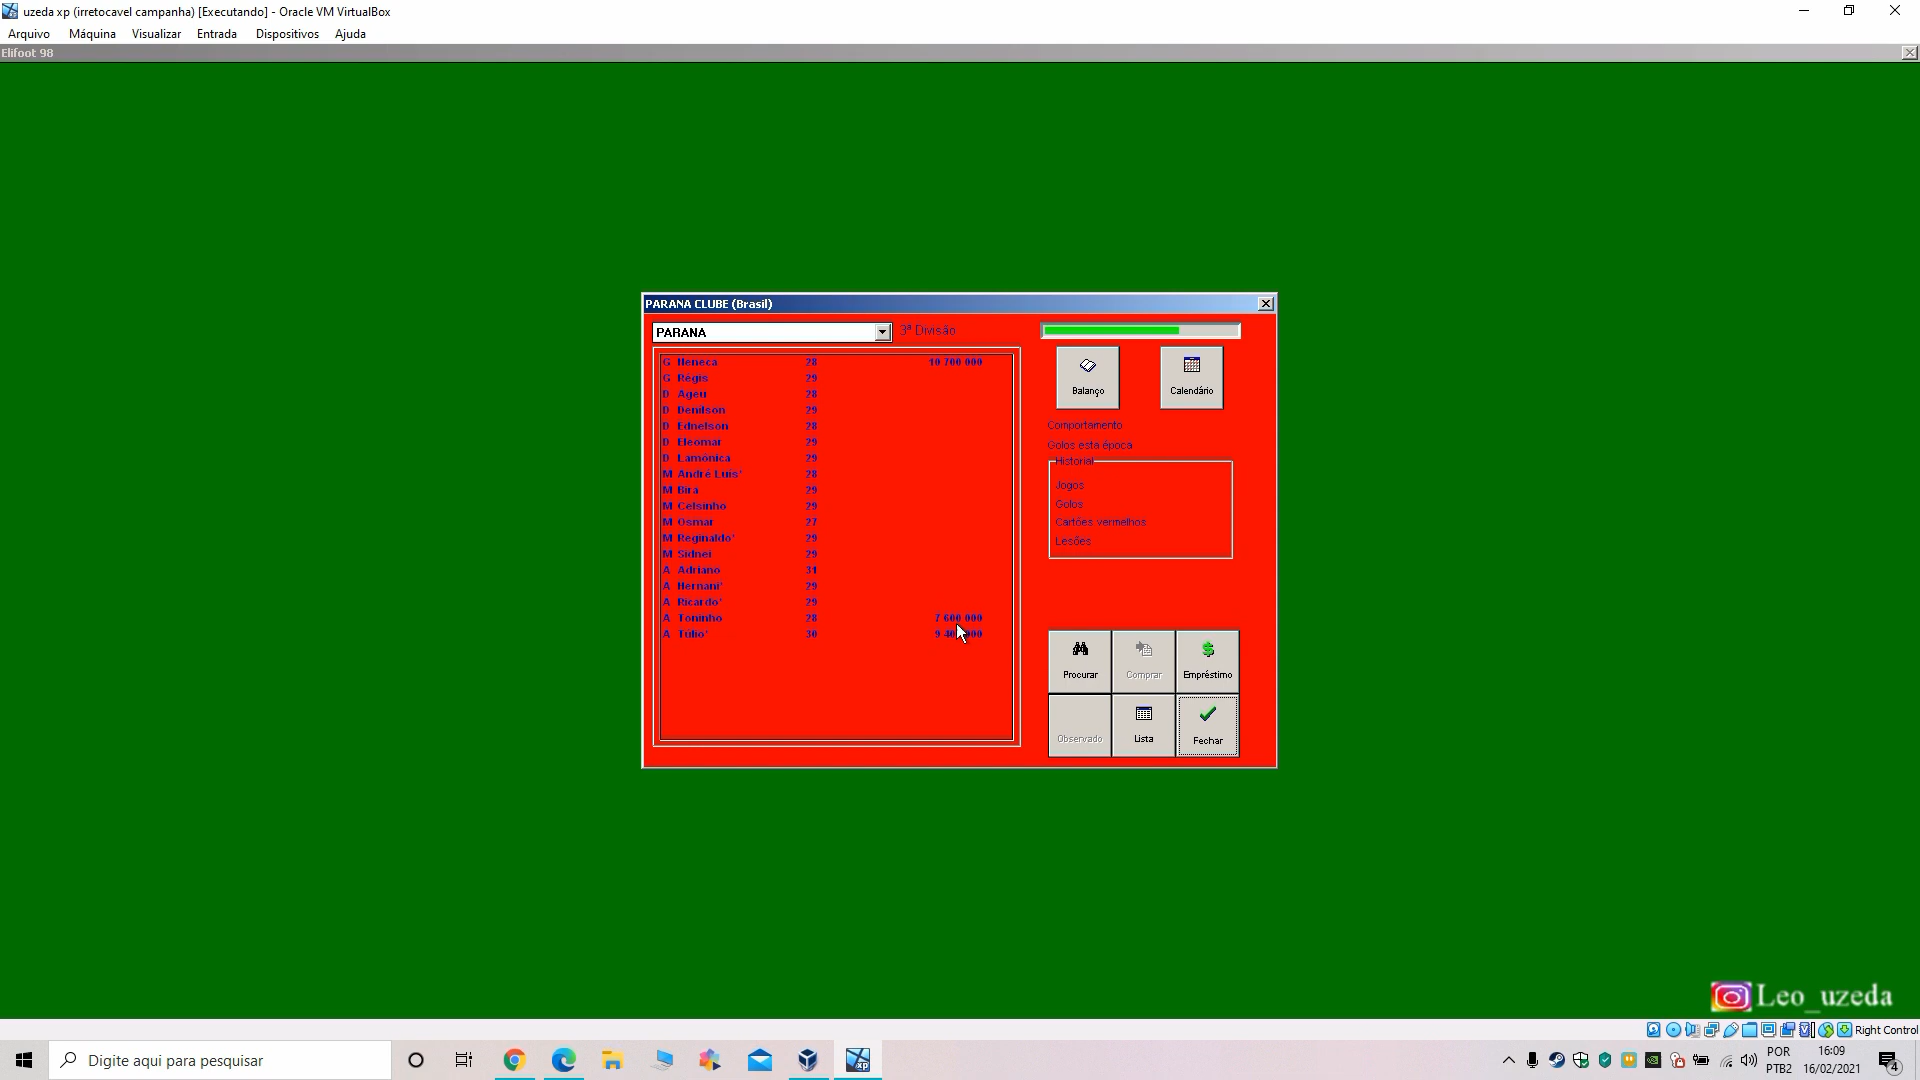 uzeda xp (irretocavel campanha) [Executando] - Oracle VM VirtualBox
Arquivo Máquina Visualizar Entrada Dispositivos Ajuda
Elifoot 98
PARANA CLUBE (Brasil)
PARANA 3ª Divisão
G Neneca 28 10 700 000
G Régis 29
D Ageu 28
D Denilson 29
D Ednelson 28
D Eleomar 29
D Lamônica 29
M André Luis* 28
M Bira 29
M Celsinho 29
M Osmar 27
M Reginaldo* 29
M Sidnei 29
A Adriano 31
A Hernani* 29
A Ricardo* 29
A Toninho 28 7 600 000
A Túlio* 30
Balanço Calendário
Comportamento
Golos esta época
Historial
Jogos
Golos
Cartões vermelhos
Lesões
Procurar Comprar Empréstimo
Observado Lista Fechar
Leo_uzeda
Right Control
Digite aqui para pesquisar
xp
POR
PTB2
16:09
16/02/2021
4